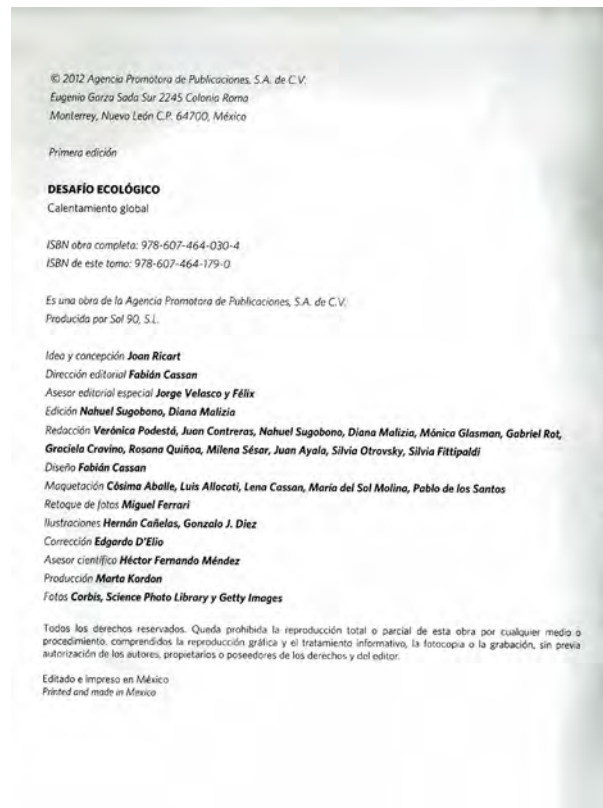 © 2012 Agencia Promotora de Publicaciones, S.A. de C.V.
Eugenio Garza Sada Sur 2245 Colonia Roma
Monterrey, Nuevo León C.P. 64700, México
Primera edición
DESAFÍO ECOLÓGICO
Calentamiento global
ISBN obra completa: 978-607-464-030-4
ISBN de este tomo: 978-607-464-179-0
Es una obra de la Agencia Promotora de Publicaciones, S.A. de C.V.
Producida por Sol 90, S.L.
Idea y concepción Joan Ricart
Dirección editorial Fabián Cassan
Asesor editorial especial Jorge Velasco y Félix
Edición Nahuel Sugobono, Diana Malizia
Redacción Verónica Podestá, Juan Contreras, Nahuel Sugobono, Diana Malizia, Mónica Glasman, Gabriel Rot,
Graciela Cravino, Rosana Quiñoa, Milena Sésar, Juan Ayala, Silvia Otrovsky, Silvia Fittipaldi
Diseño Fabián Cassan
Maquetación Cósima Aballe, Luis Allocati, Lena Cassan, María del Sol Molina, Pablo de los Santos
Retoque de fotos Miguel Ferrari
Ilustraciones Hernán Cañelas, Gonzalo J. Diez
Corrección Edgardo D'Elio
Asesor científico Héctor Fernando Méndez
Producción Marta Kordon
Fotos Corbis, Science Photo Library y Getty Images
Todos los derechos reservados. Queda prohibida la reproducción total o parcial de esta obra por cualquier medio o
procedimiento, comprendidos la reproducción gráfica y el tratamiento informativo, la fotocopia o la grabación, sin previa
autorización de los autores, propietarios o poseedores de los derechos y del editor.
Editado e impreso en México
Printed and made in Mexico